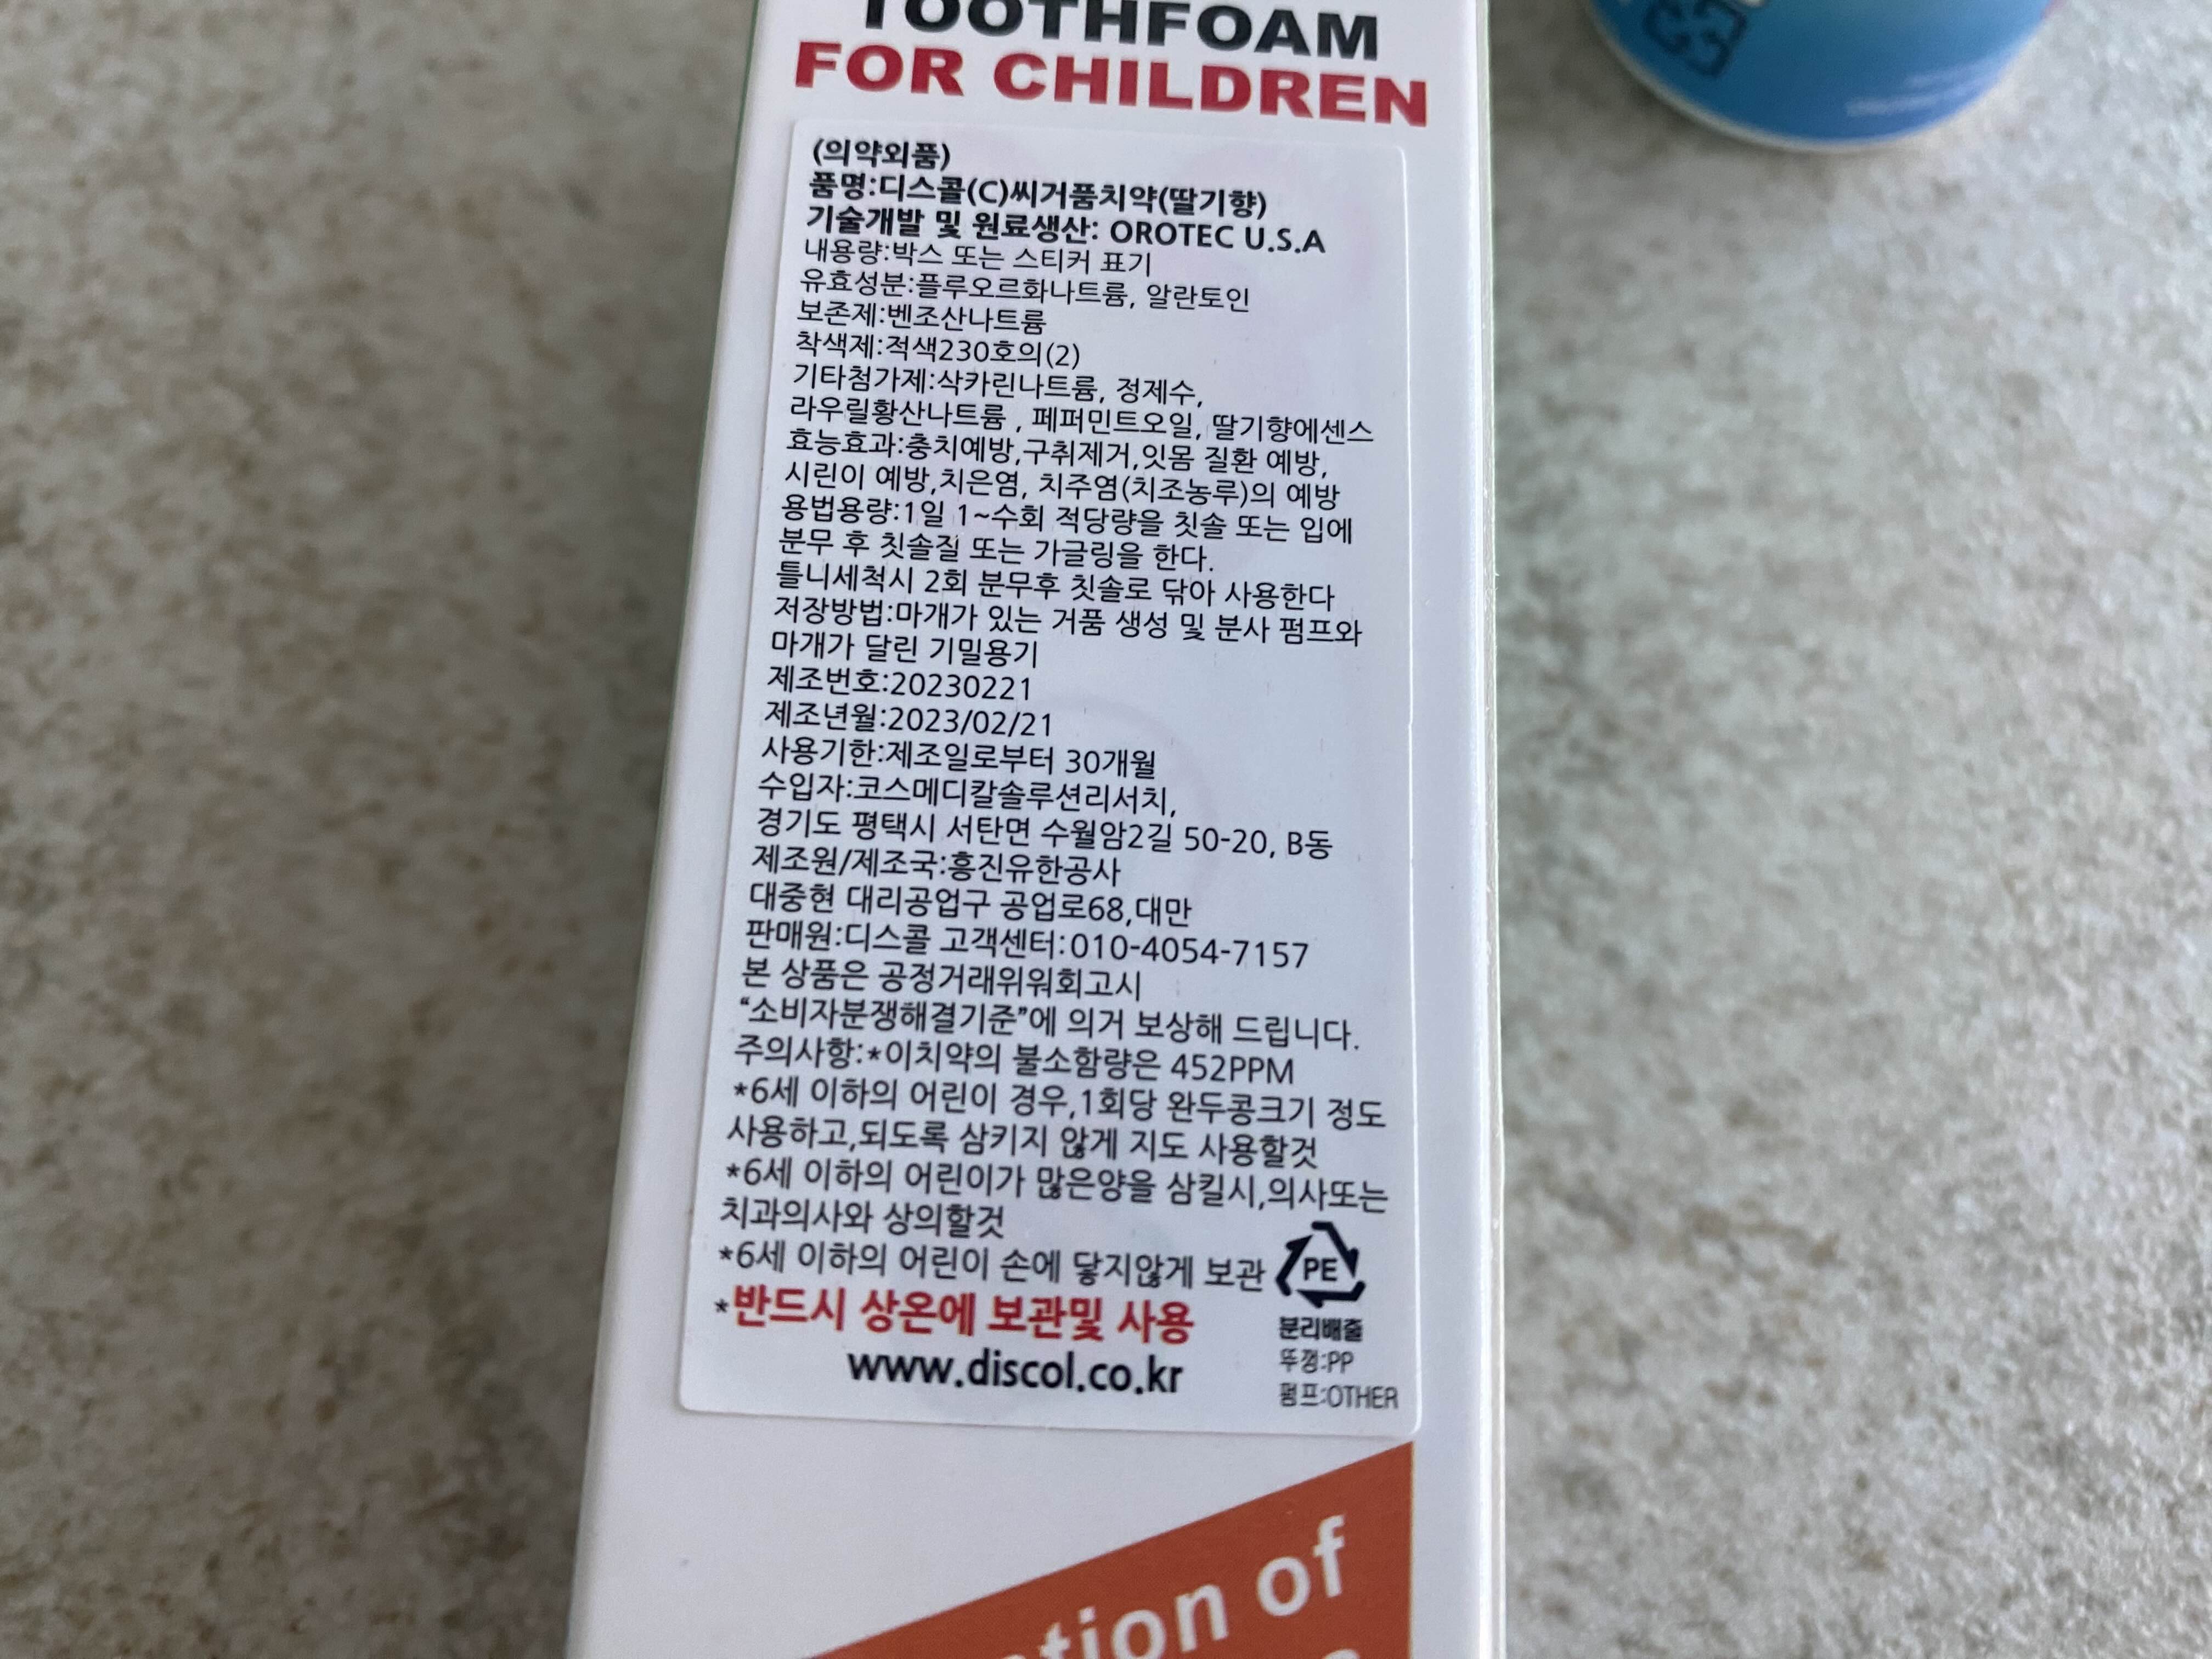 TOOTHFOAM
FOR CHILDREN
(의약외품)
품명:디스콜(C)씨거품치약(딸기향)
기술개발 및 원료생산: OROTEC U.S.A
내용량:박스 또는 스티커 표기
유효성분:플루오르화나트륨, 알란토인
보존제:벤조산나트륨
착색제:적색230호의(2)
기타첨가제:삭카린나트륨, 정제수,
라우릴황산나트륨 , 페퍼민트오일, 딸기향에센스
효능효과:충치예방,구취제거,잇몸 질환 예방,
시린이 예방,치은염, 치주염(치조농루)의 예방
용법용량:1일 1~수회 적당량을 칫솔 또는 입에
분무 후 칫솔질 또는 가글링을 한다.
틀니세척시 2회 분무후 칫솔로 닦아 사용한다
저장방법:마개가 있는 거품 생성 및 분사 펌프와
마개가 달린 기밀용기
제조번호:20230221
제조년월:2023/02/21
사용기한:제조일로부터 30개월
수입자:코스메디칼솔루션리서치,
경기도 평택시 서탄면 수월암2길 50-20, B동
제조원/제조국:흥진유한공사
대중현 대리공업구 공업로68,대만
판매원:디스콜 고객센터:010-4054-7157
본 상품은 공정거래위워회고시
“소비자분쟁해결기준”에 의거 보상해 드립니다.
주의사항:*이치약의 불소함량은 452PPM
*6세 이하의 어린이 경우,1회당 완두콩크기 정도
사용하고,되도록 삼키지 않게 지도 사용할것
*6세 이하의 어린이가 많은양을 삼킬시,의사또는
치과의사와 상의할것
*6세 이하의 어린이 손에 닿지않게 보관
*반드시 상온에 보관및 사용
www.discol.co.kr
PE
분리배출
뚜껑:PP
펌프:OTHER
tion of